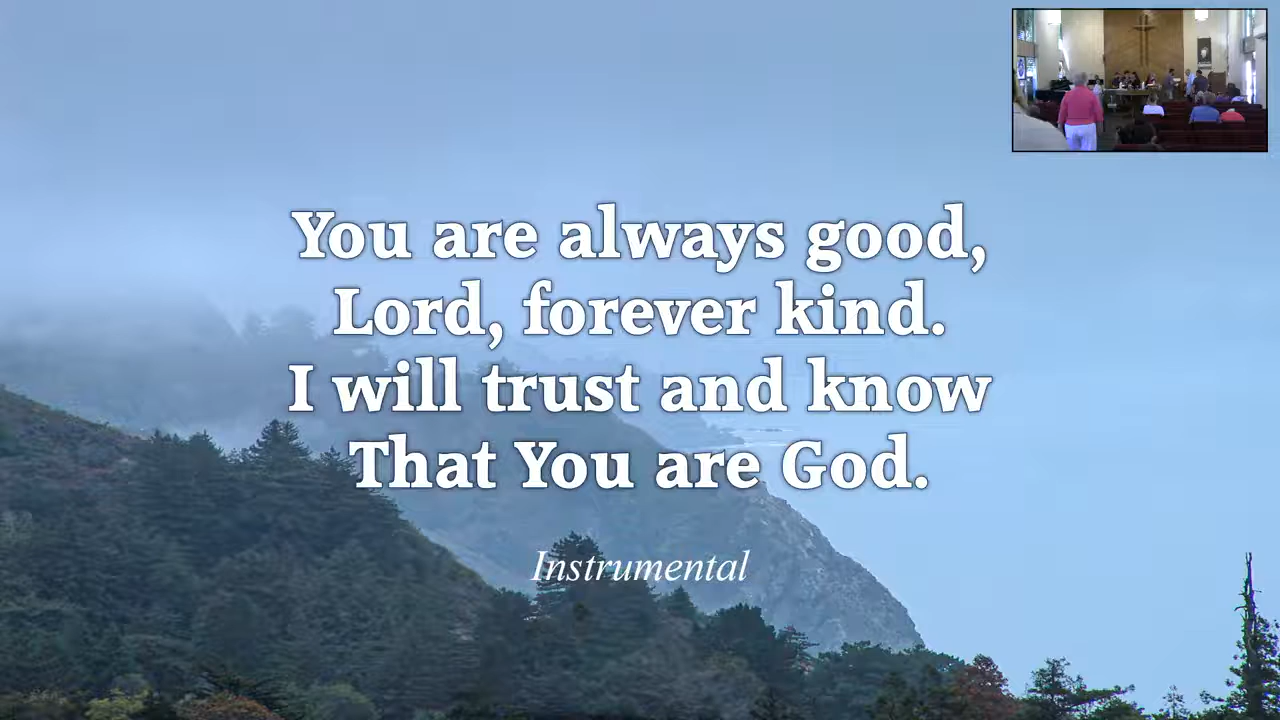 You are always good,
Lord, forever kind.
I will trust and know
That You are God.
Instrumental